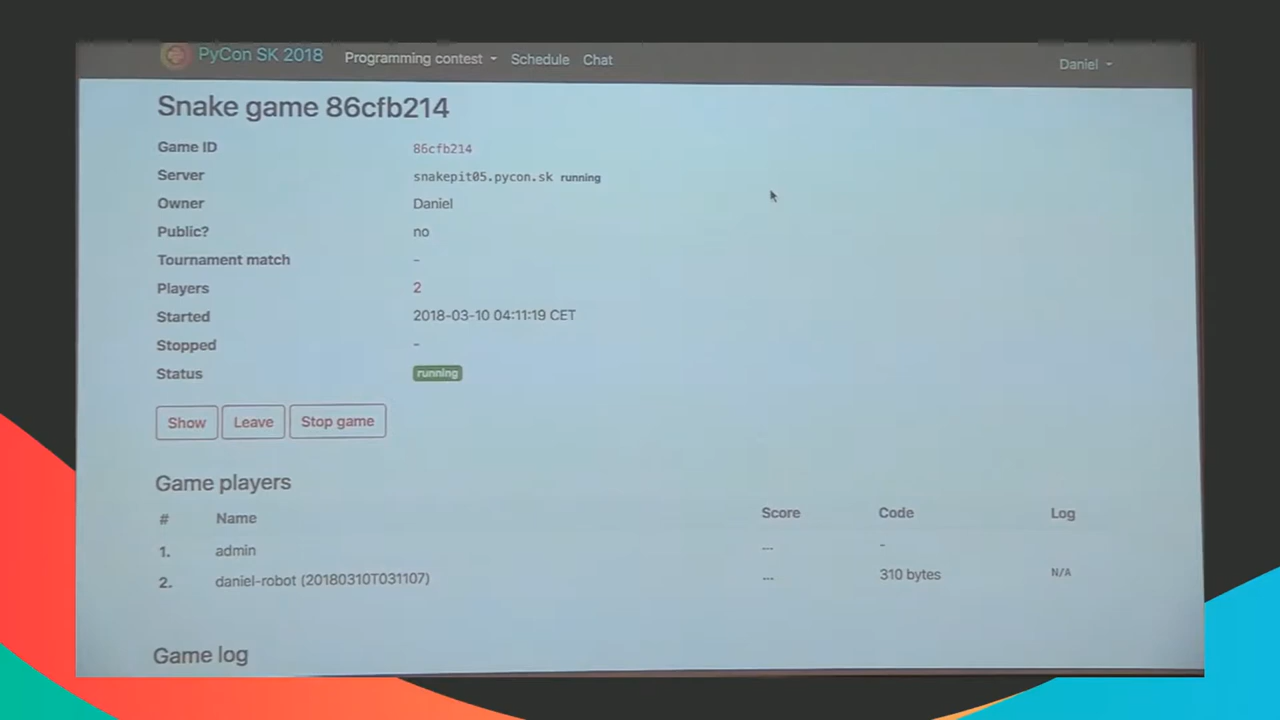 PyCon SK 2018 Programming contest Schedule Chat Daniel
Snake game 86cfb214
Game ID 86cfb214
Server snakepit05.pycon.sk running
Owner Daniel
Public? no
Tournament match -
Players 2
Started 2018-03-10 04:11:19 CET
Stopped -
Status running
Show Leave Stop game
Game players
# Name Score Code Log
1. admin ... -
2. daniel-robot (20180310T031107) ... 310 bytes N/A
Game log